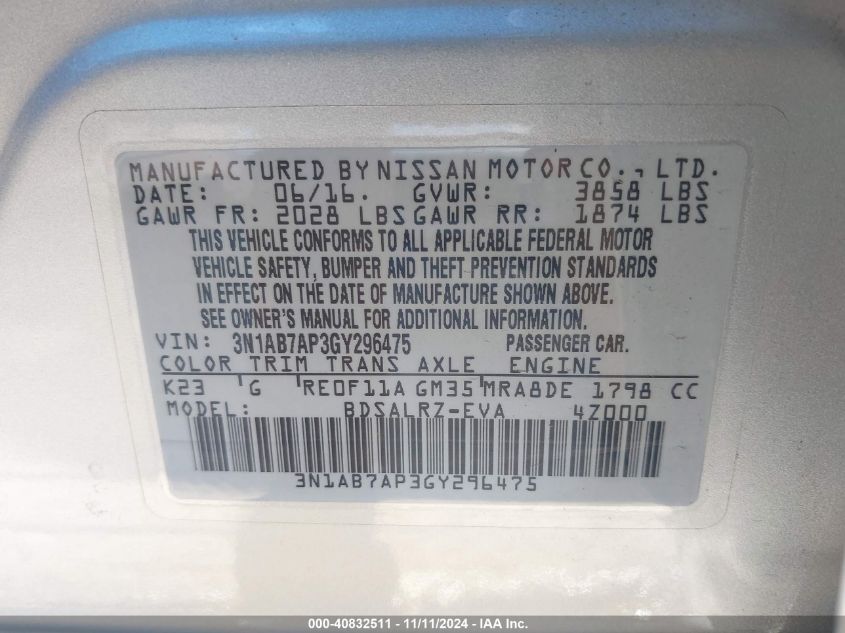 MANUFACTURED BY NISSAN MOTOR CO., LTD.
DATE: 06/16. GVWR: 3858 LBS
GAWR FR: 2028 LBS GAWR RR: 1874 LBS
THIS VEHICLE CONFORMS TO ALL APPLICABLE FEDERAL MOTOR
VEHICLE SAFETY, BUMPER AND THEFT PREVENTION STANDARDS
IN EFFECT ON THE DATE OF MANUFACTURE SHOWN ABOVE.
SEE OWNER'S MANUAL FOR ADDITIONAL INFORMATION.
VIN: 3N1AB7AP3GY296475 PASSENGER CAR.
COLOR TRIM TRANS AXLE ENGINE
K23 G RE0F11A GM35 MRA8DE 1798 CC
MODEL: BDSALRZ-EVA 4Z000
3N1AB7AP3GY296475
000-40832511 - 11/11/2024 - IAA Inc.